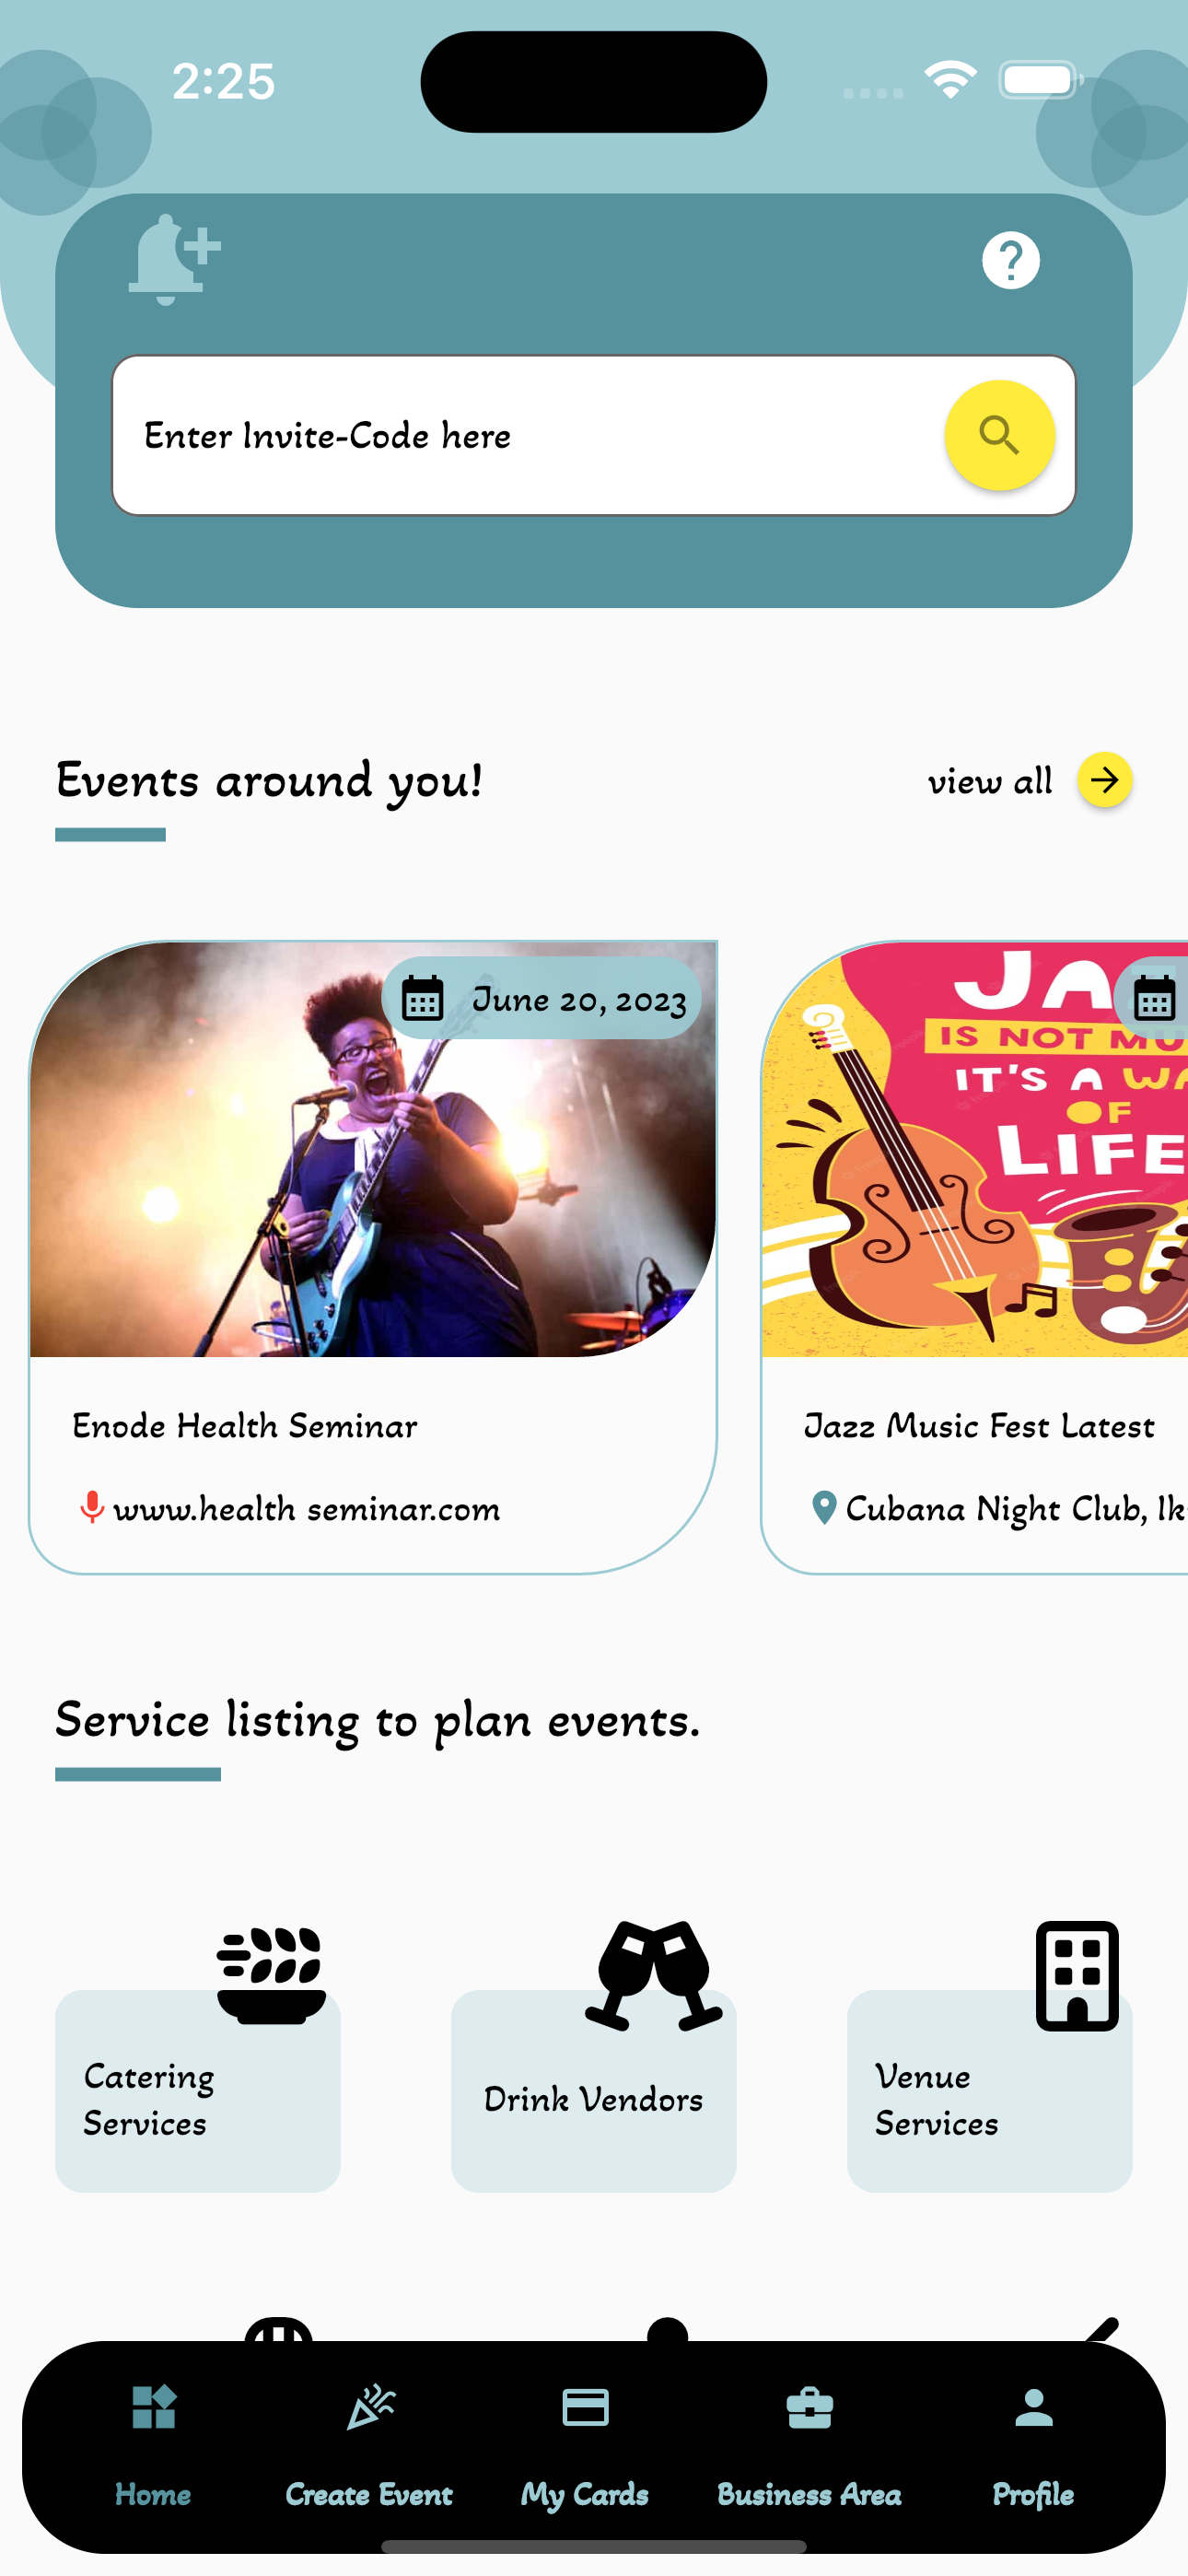 2:25
Enter Invite-Code here
Events around you!
view all
June 20, 2023
JA
IS NOT MU
IT'S A WA
OF
LIFE
Enode Health Seminar
www.health seminar.com
Jazz Music Fest Latest
Cubana Night Club, Ik
Service listing to plan events.
Catering
Services
Drink Vendors
Venue
Services
Home
Create Event
My Cards
Business Area
Profile